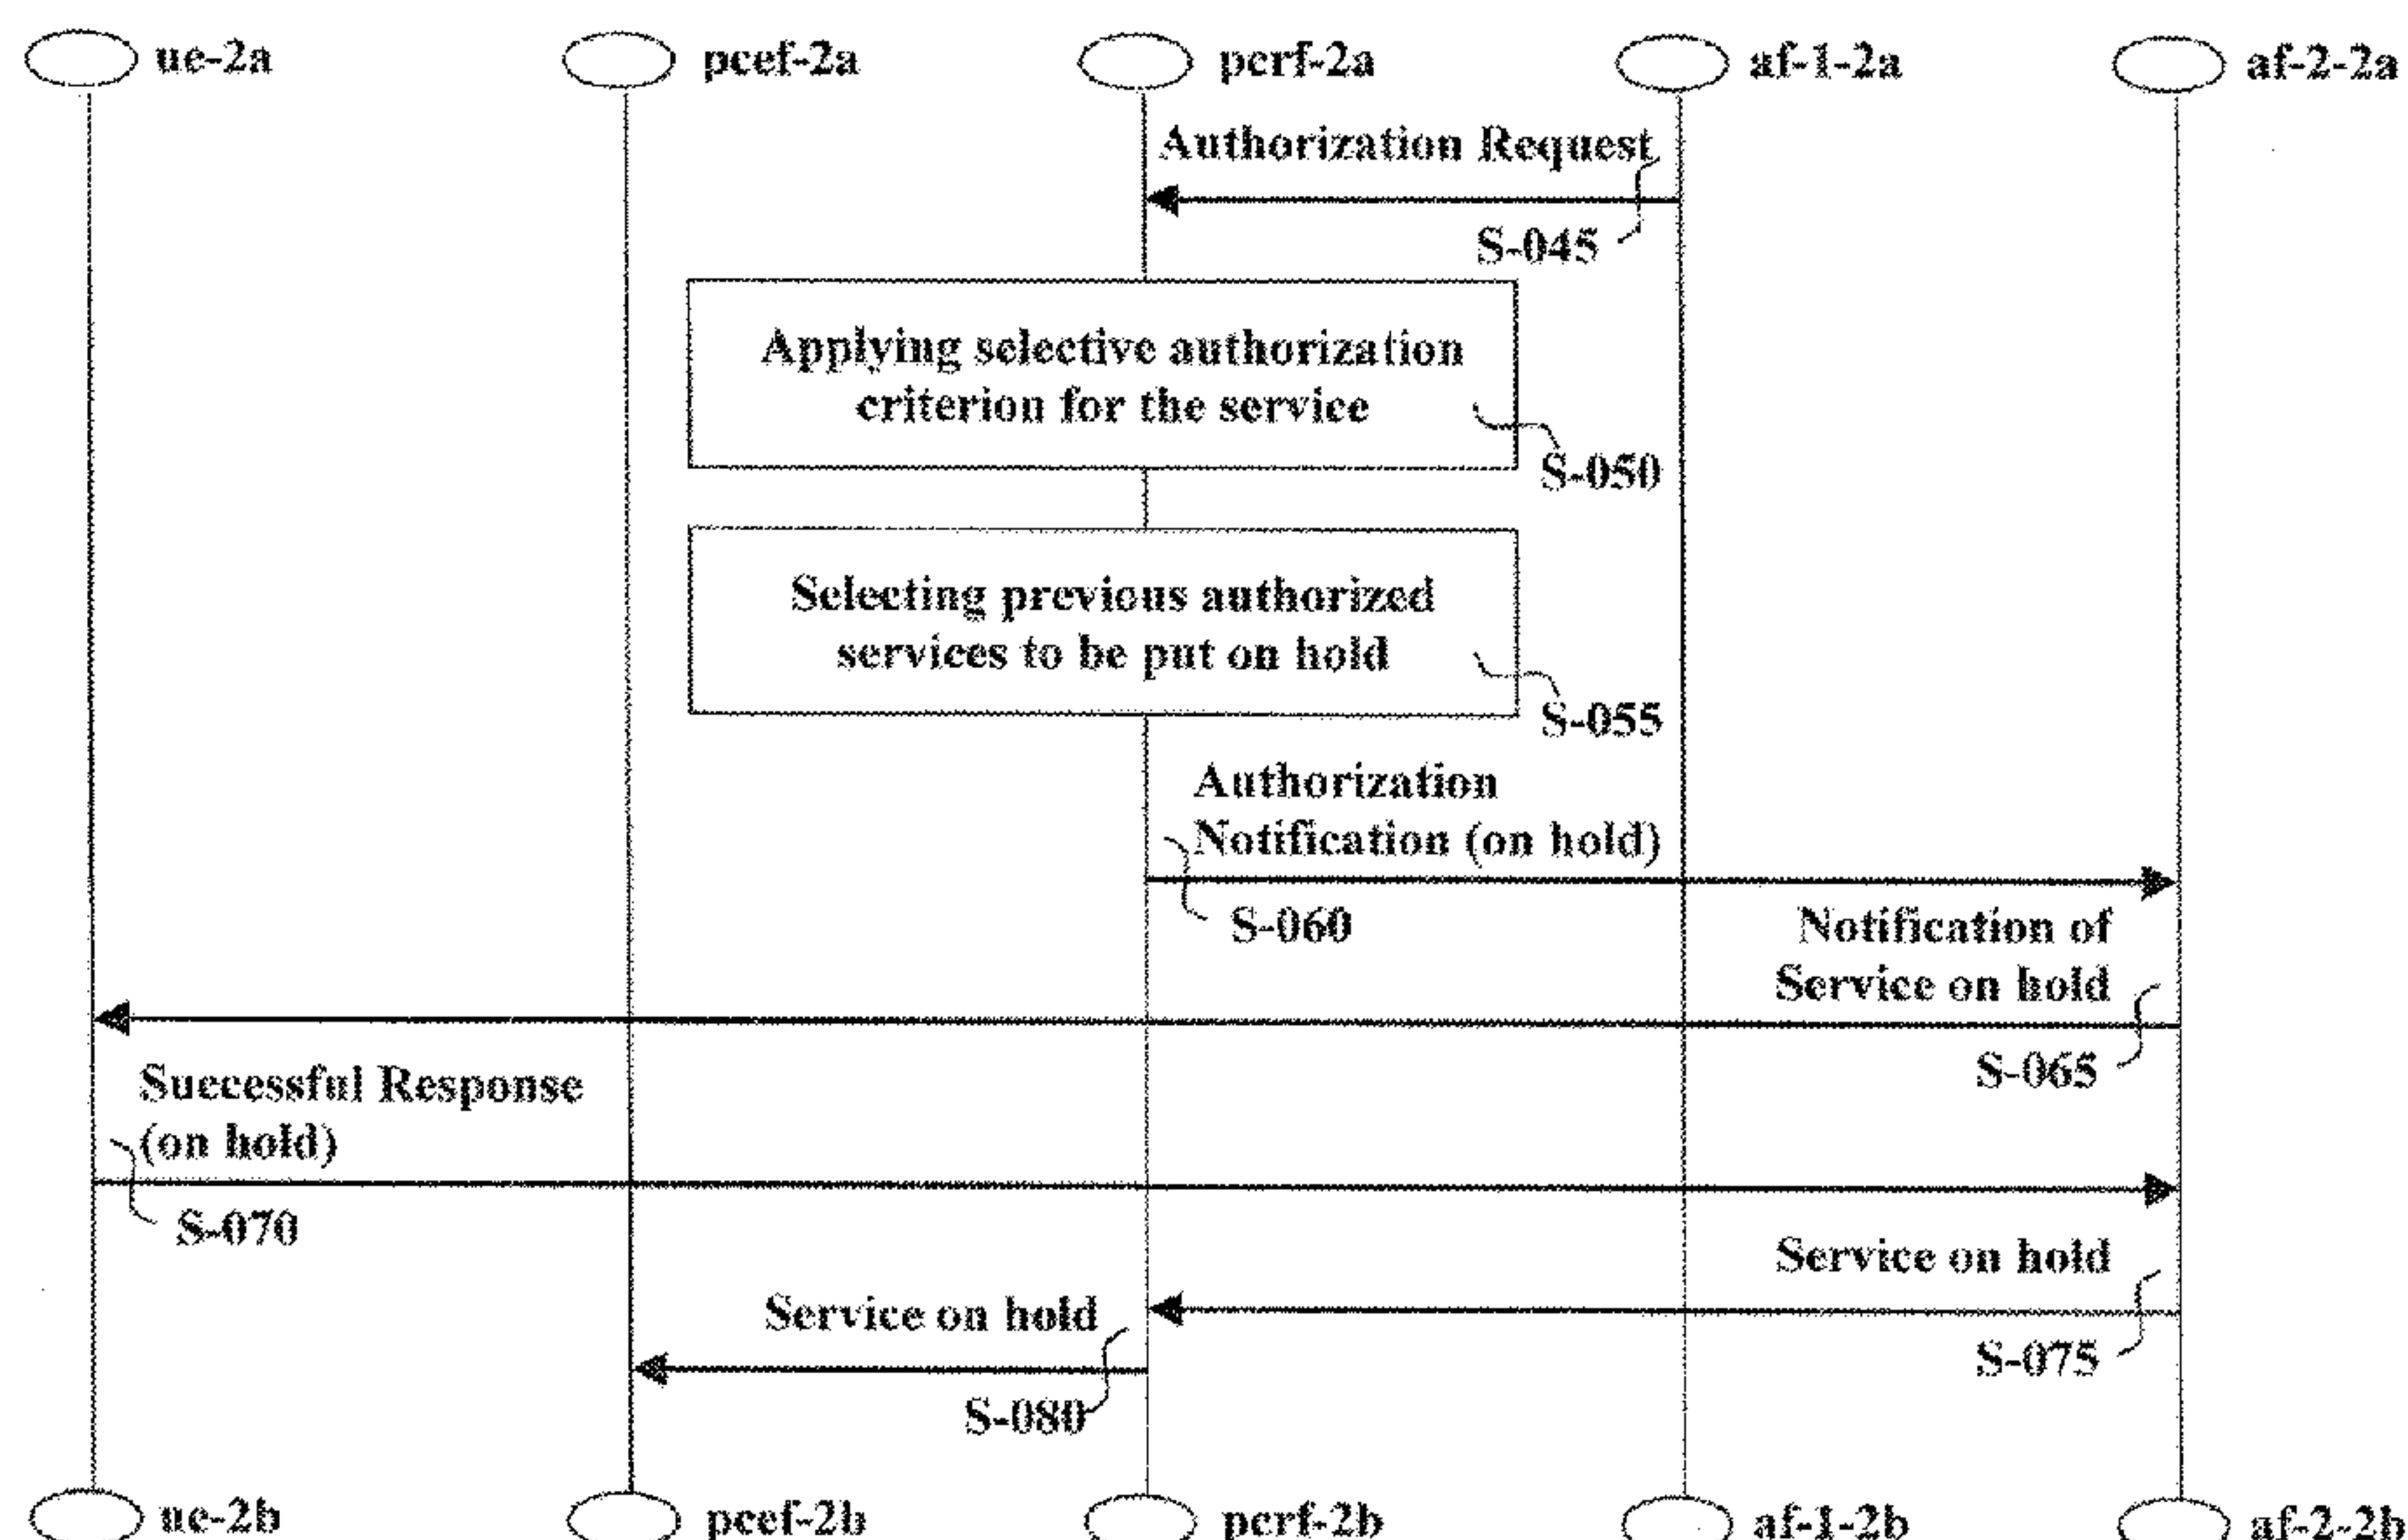 ue-2a
pcef-2a
pcrf-2a
af-1-2a
af-2-2a
Authorization Request
S-045
Applying selective authorization
criterion for the service
S-050
Selecting previous authorized
services to be put on hold
S-055
Authorization
Notification (on hold)
S-060
Notification of
Service on hold
S-065
Successful Response
(on hold)
S-070
Service on hold
S-075
Service on hold
S-080
ue-2b
pcef-2b
pcrf-2b
af-1-2b
af-2-2b